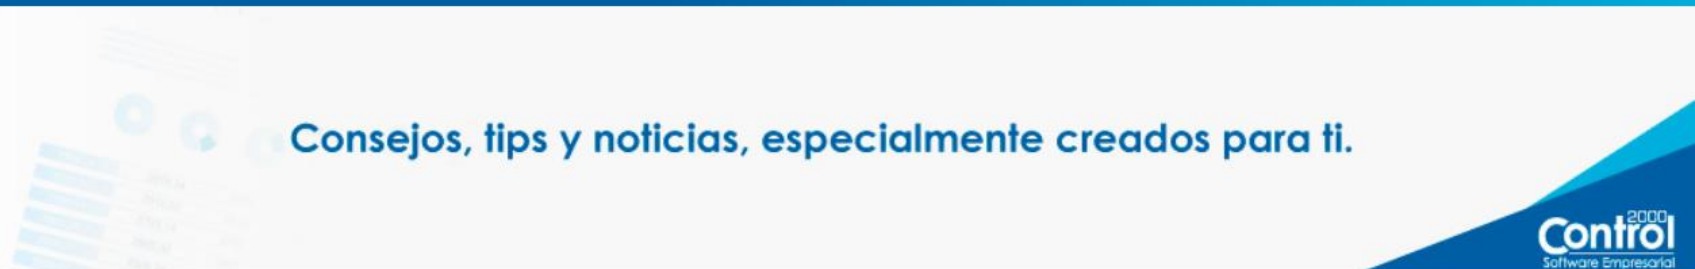 Consejos, tips y noticias, especialmente creados para ti.
Control 2000
Software Empresarial